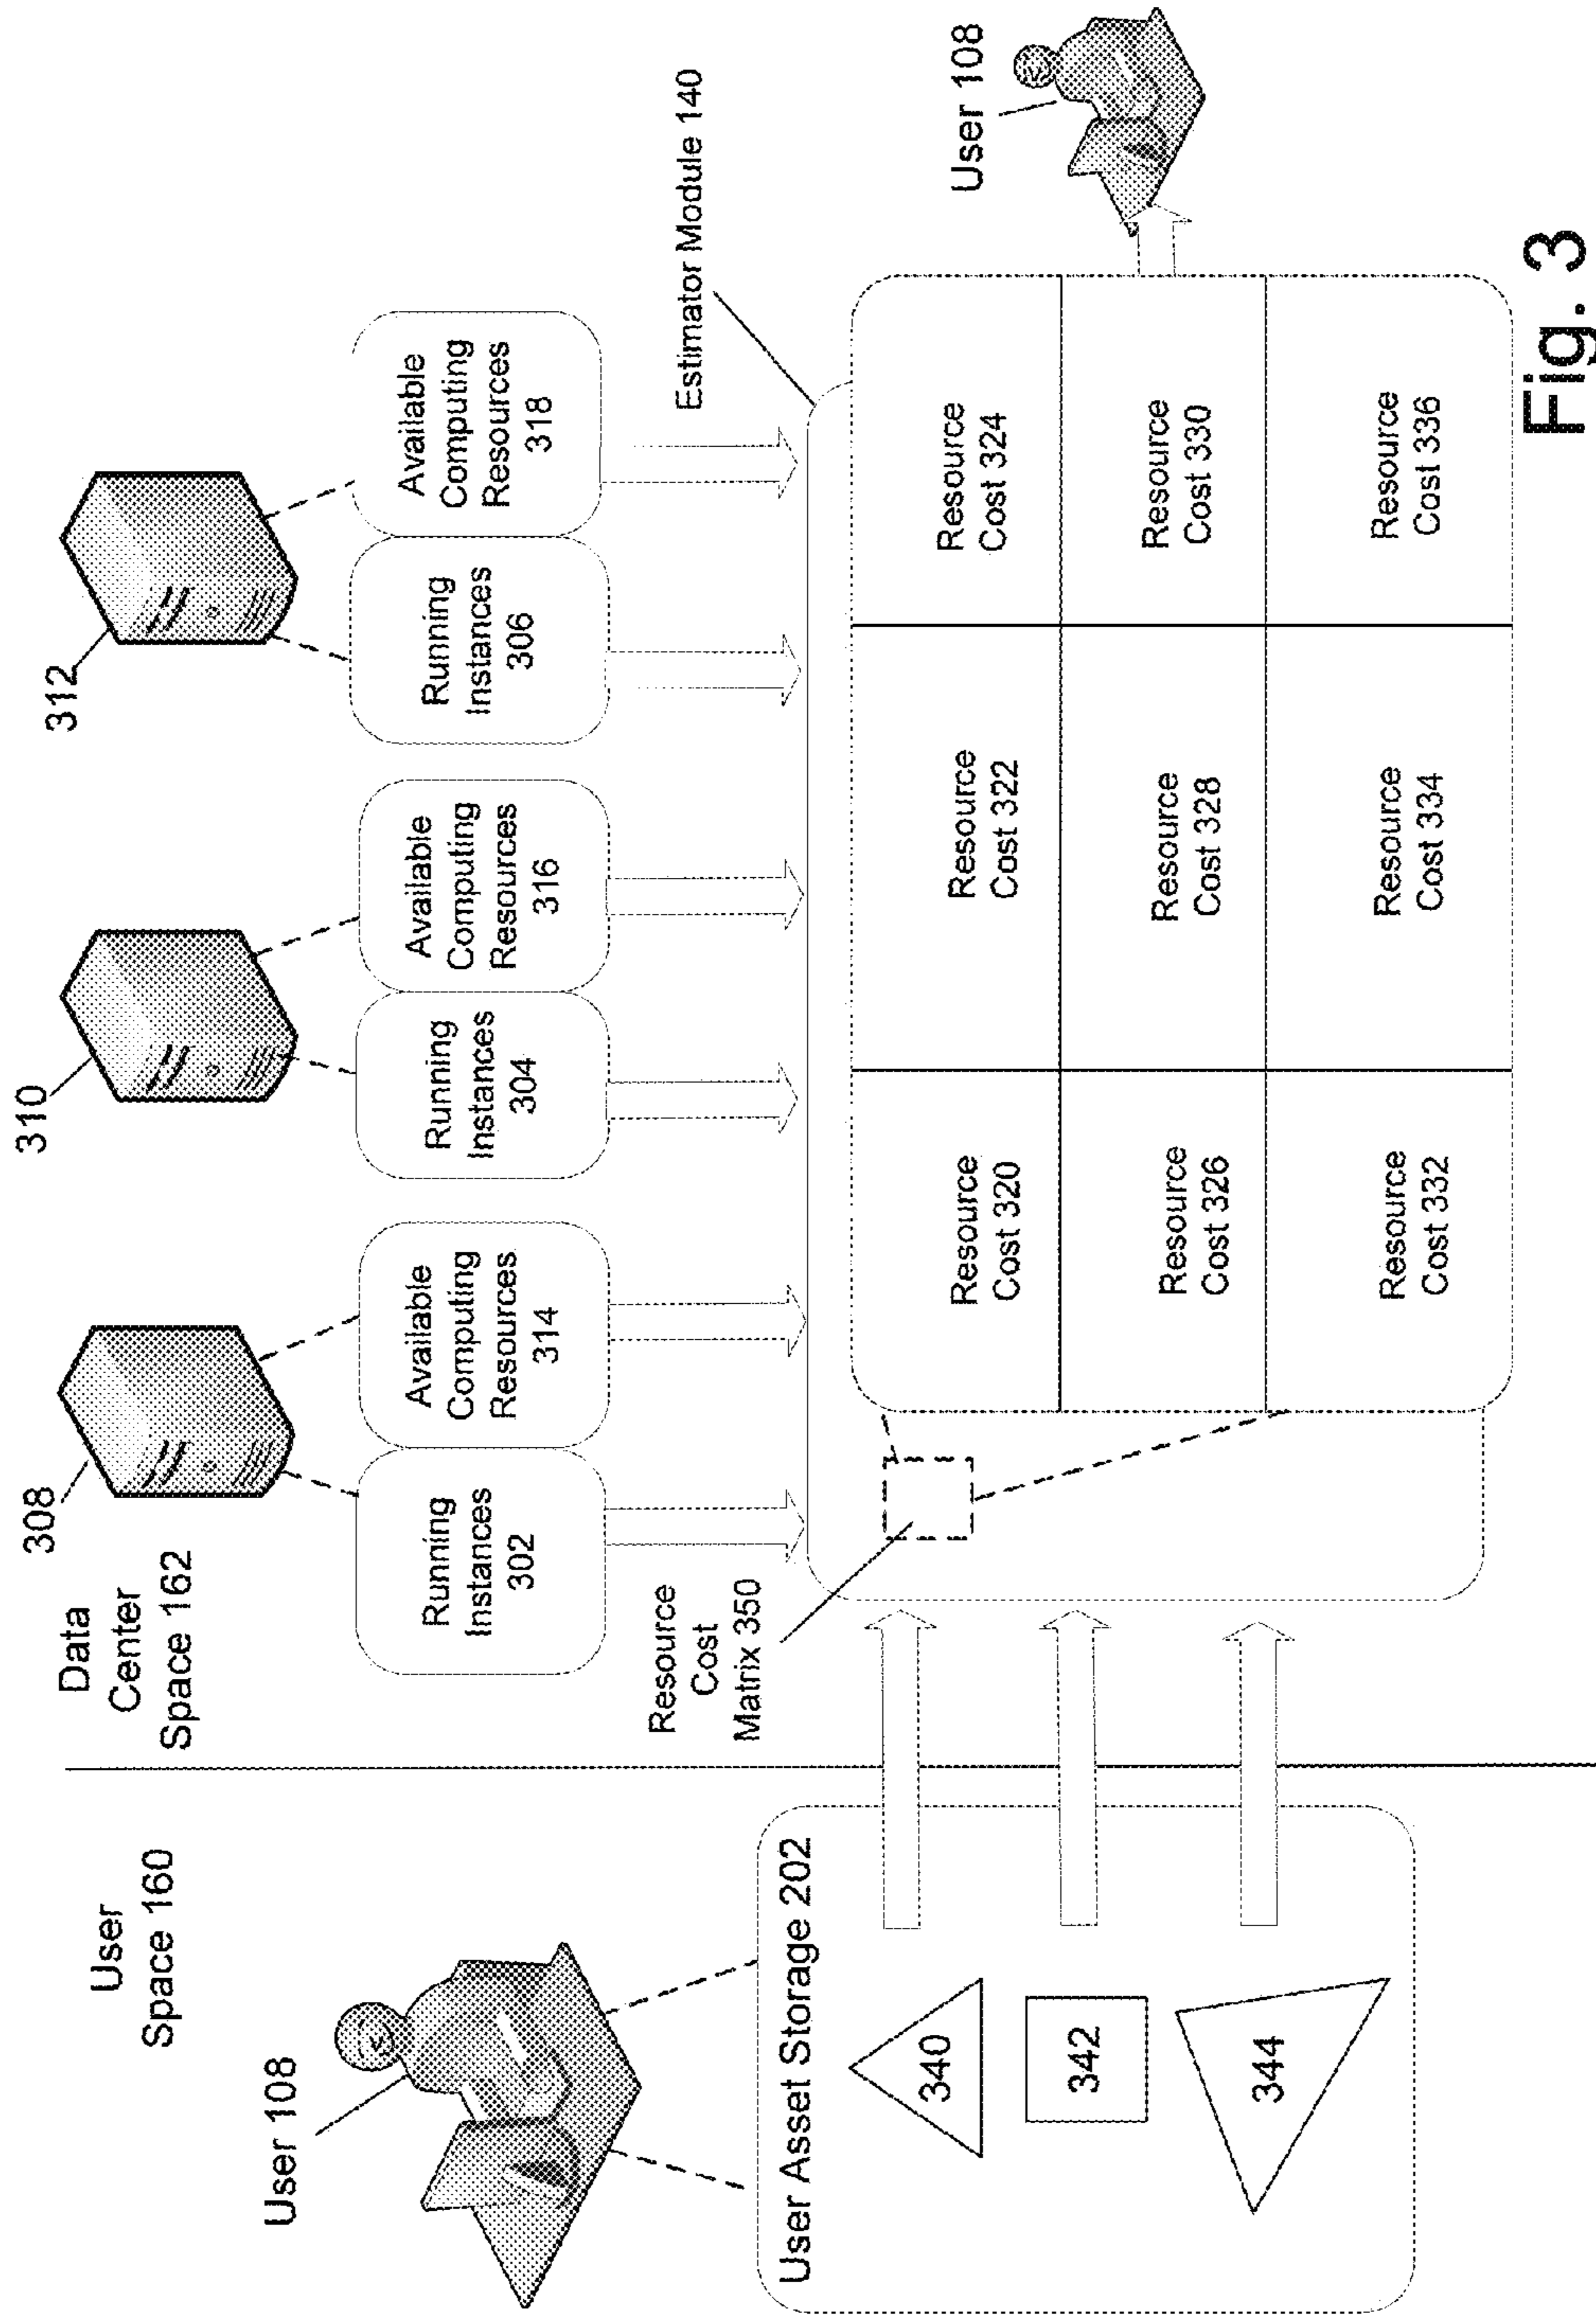 User
Space 160
Data
Center
Space 162
308
310
312
User 108
Running
Instances
302
Available
Computing
Resources
314
Running
Instances
304
Available
Computing
Resources
316
Running
Instances
306
Available
Computing
Resources
318
Resource
Cost
Matrix 350
Estimator Module 140
User Asset Storage 202
340
342
344
Resource
Cost 320
Resource
Cost 322
Resource
Cost 324
Resource
Cost 326
Resource
Cost 328
Resource
Cost 330
Resource
Cost 332
Resource
Cost 334
Resource
Cost 336
User 108
Fig. 3